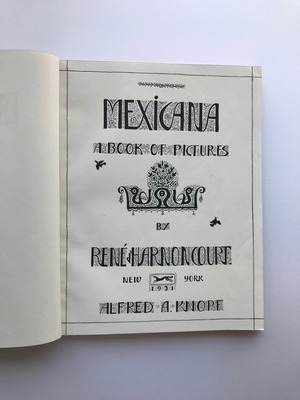 MEXICANA
A BOOK OF PICTURES
BY
RENÉ D'HARNONCOURT
NEW YORK
1931
ALFRED A KNOPF